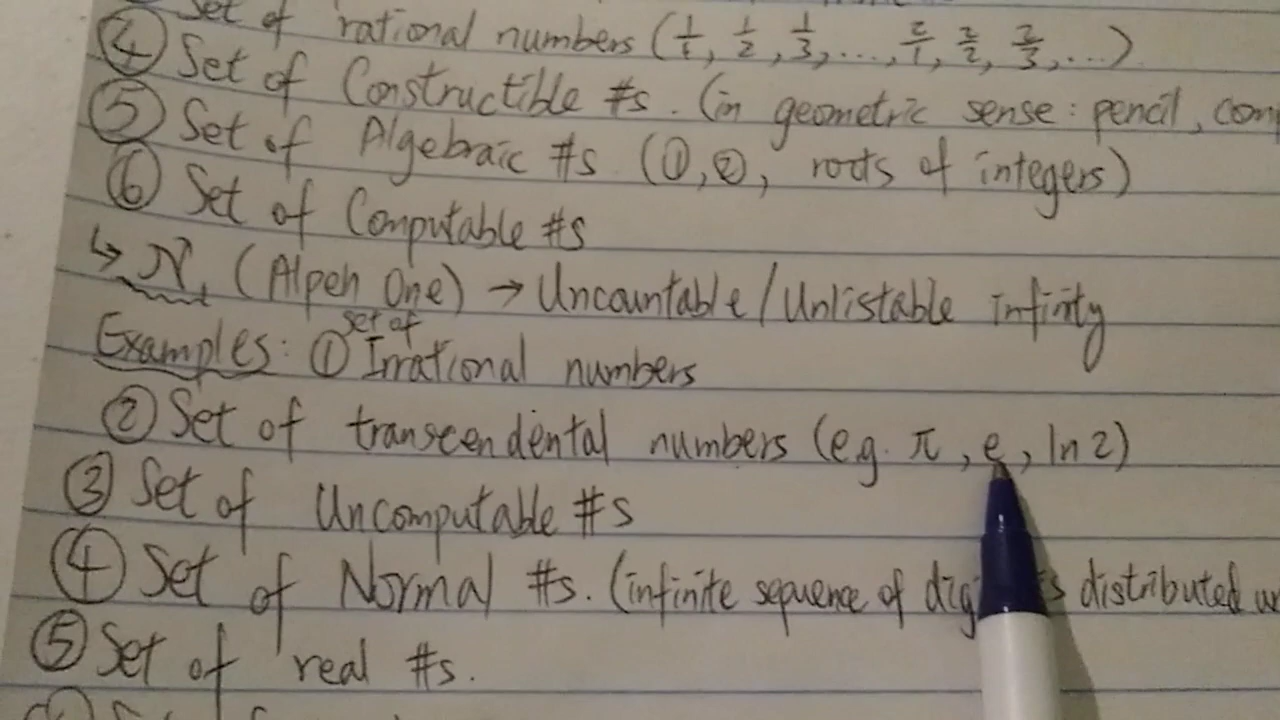 Set of rational numbers (1/1, 1/2, 1/3, ..., 2/1, 2/2, 2/3, ...)
④ Set of Constructible #s. (in geometric sense: pencil, com
⑤ Set of Algebraic #s (①, ②, roots of integers)
⑥ Set of Computable #s
↳ ℵ₁ (Alpeh One) → Uncountable/Unlistable infinity
Examples: ① set of Irrational numbers
② Set of transcendental numbers (e.g. π, e, ln 2)
③ Set of Uncomputable #s
④ Set of Normal #s. (infinite sequence of dig s distributed un
⑤ Set of real #s.